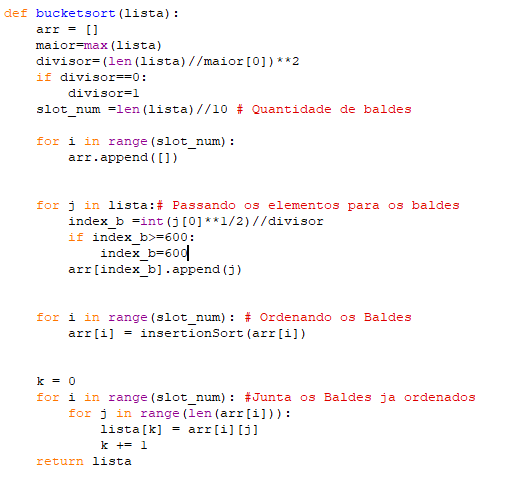 def bucketsort(lista):
    arr = []
    maior=max(lista)
    divisor=(len(lista)//maior[0])**2
    if divisor==0:
        divisor=1
    slot_num =len(lista)//10 # Quantidade de baldes
    for i in range(slot_num):
        arr.append([])
    for j in lista:# Passando os elementos para os baldes
        index_b =int(j[0]**1/2)//divisor
        if index_b>=600:
            index_b=600
        arr[index_b].append(j)
    for i in range(slot_num): # Ordenando os Baldes
        arr[i] = insertionSort(arr[i])
    k = 0
    for i in range(slot_num): #Junta os Baldes ja ordenados
        for j in range(len(arr[i])):
            lista[k] = arr[i][j]
            k += 1
    return lista